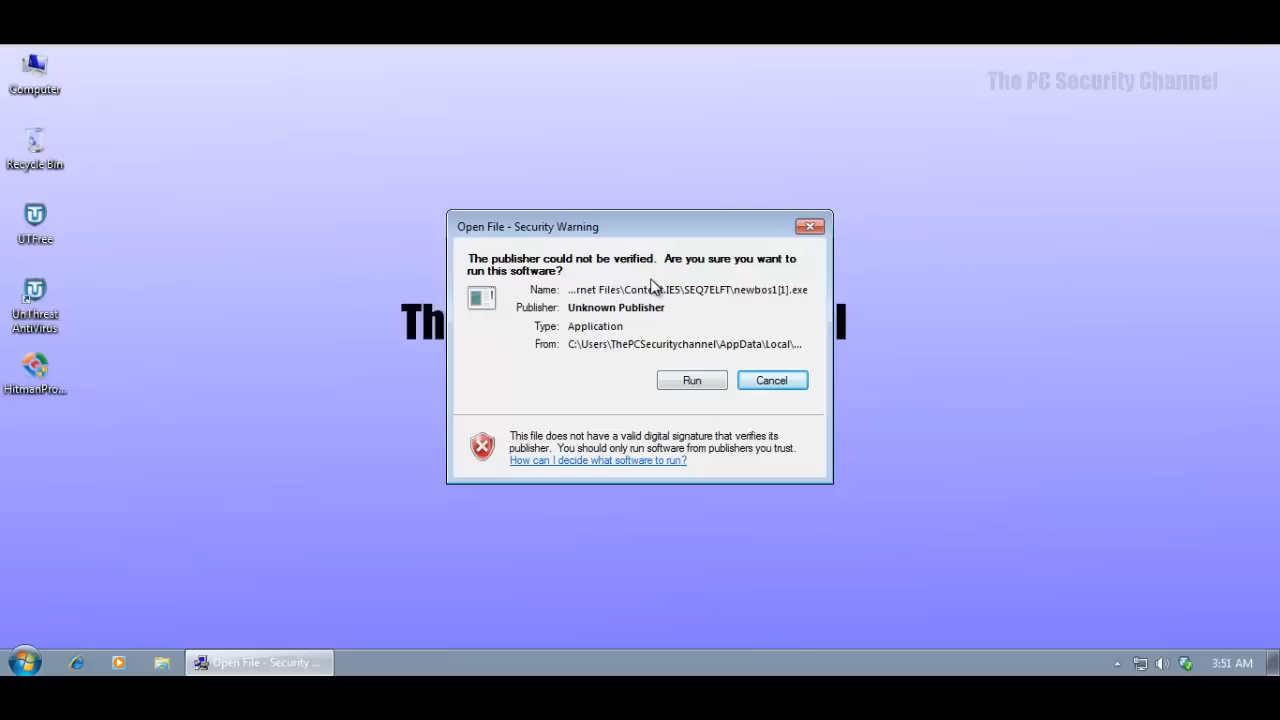 The PC Security Channel
Computer
Recycle Bin
UTFree
UnThreat
AntiVirus
HitmanPro...
Open File - Security Warning
The publisher could not be verified. Are you sure you want to
run this software?
Name: ...rnet Files\Content.IE5\SEQ7ELFT\newbos1[1].exe
Publisher: Unknown Publisher
Type: Application
From: C:\Users\ThePCSecuritychannel\AppData\Local\...
Run Cancel
This file does not have a valid digital signature that verifies its
publisher. You should only run software from publishers you trust.
How can I decide what software to run?
Th
l
Open File - Security ...
3:51 AM